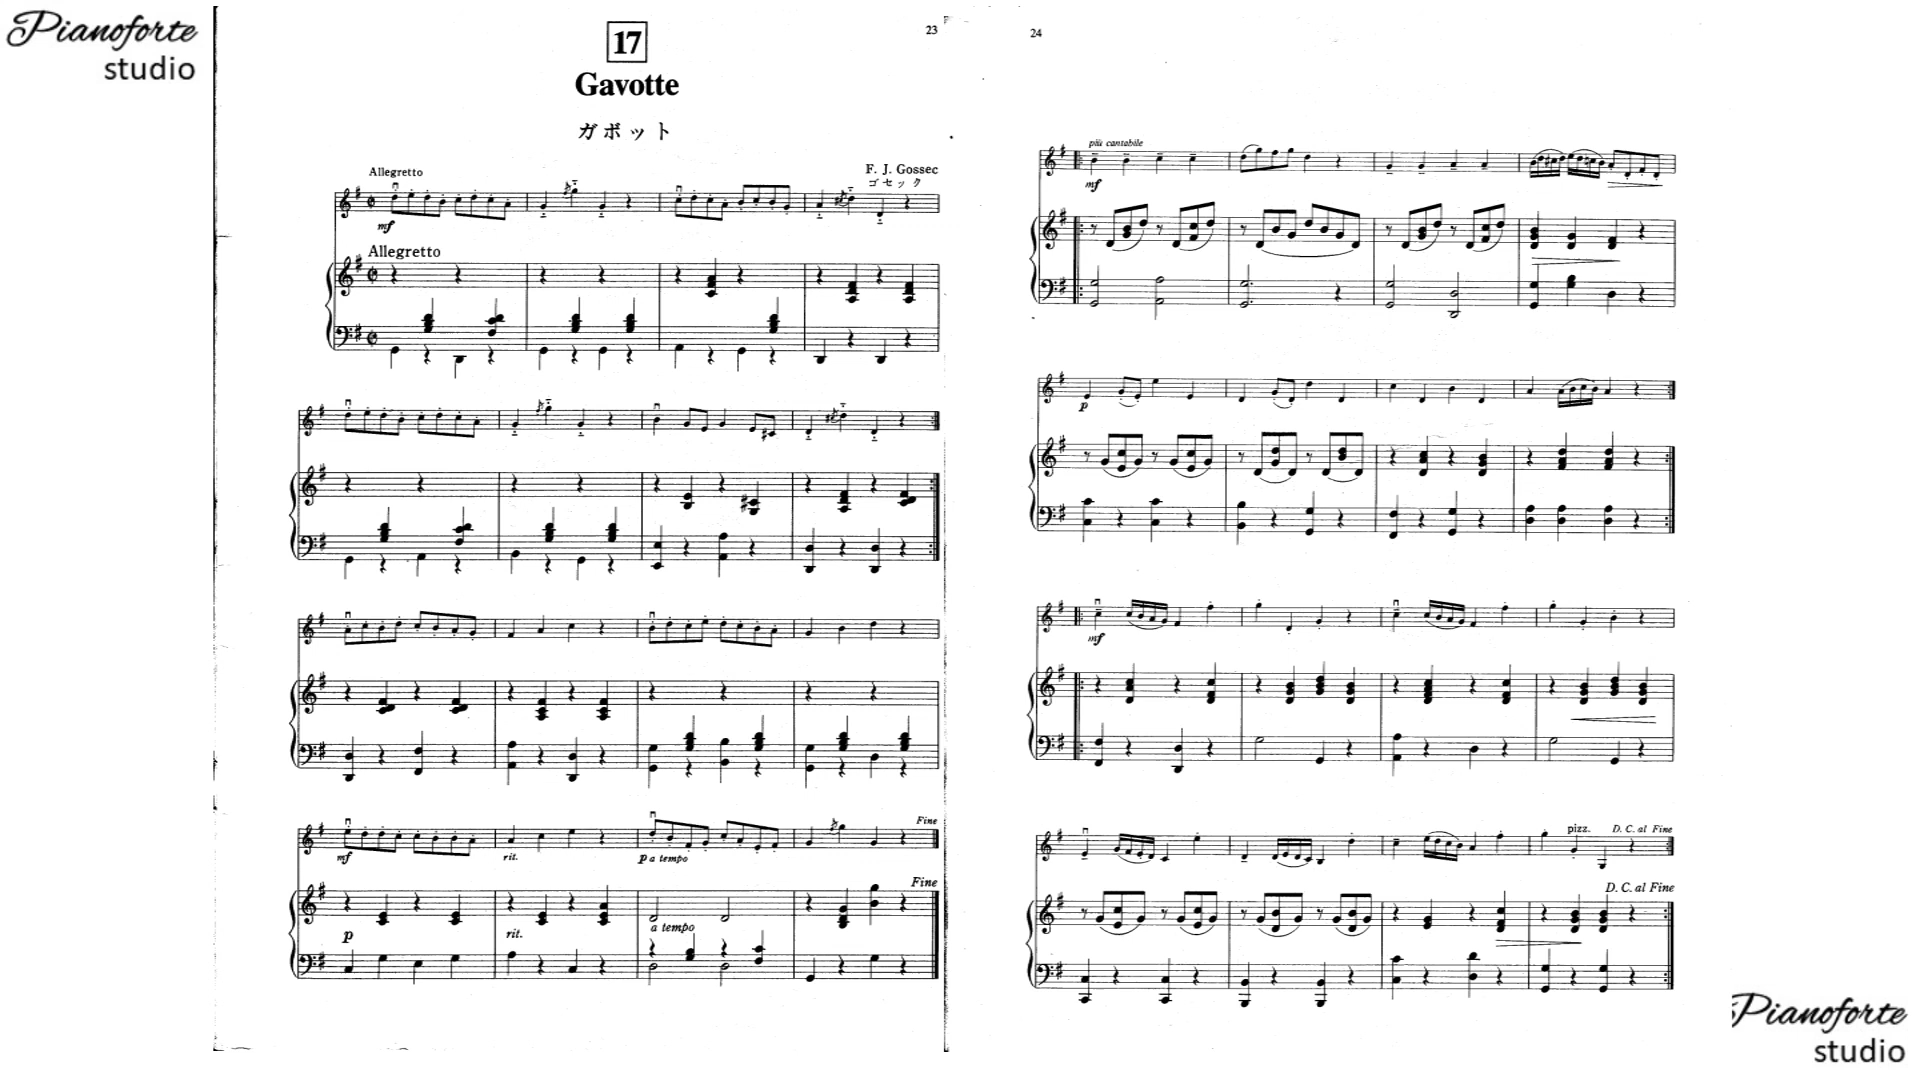 Pianoforte
studio
23
17
Gavotte
ガボット
Allegretto
F. J. Gossec
ゴセック
mf
Allegretto
Fine
mf
rit.
p a tempo
Fine
p
rit.
a tempo
24
più cantabile
mf
p
mf
pizz.
D. C. al Fine
D. C. al Fine
Pianoforte
studio